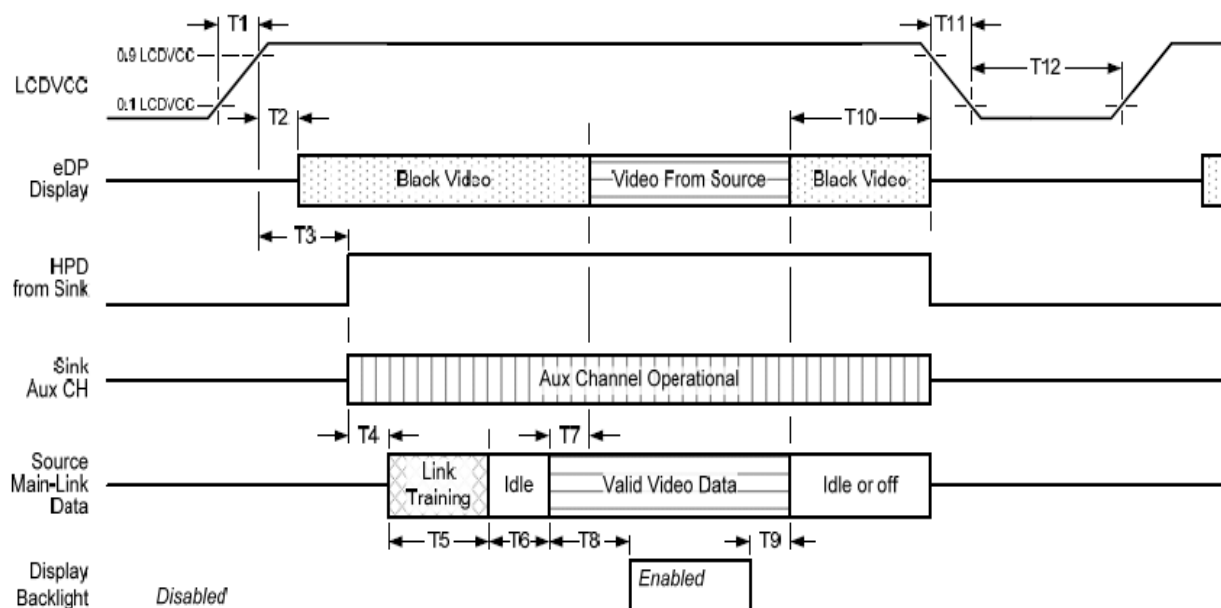 T1
T11
0.9 LCDVCC
LCDVCC
T12
0.1 LCDVCC
T2
T10
eDP
Display
Black Video
Video From Source
Black Video
T3
HPD
from Sink
Sink
Aux CH
Aux Channel Operational
T4
T7
Source
Main-Link
Data
Link
Training
Idle
Valid Video Data
Idle or off
T5
T6
T8
T9
Display
Backlight
Disabled
Enabled